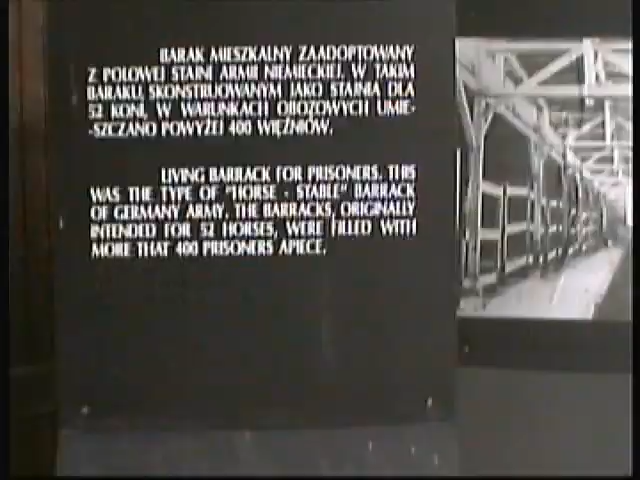 BARAK MIESZKALNY ZAADOPTOWANY
Z POLOWEJ STAJNI ARMII NIEMIECKIEJ. W TAKIM
BARAKU, SKONSTRUOWANYM JAKO STAJNIA DLA
52 KONI, W WARUNKACH OBOZOWYCH UMIE-
-SZCZANO POWYŻEJ 400 WIĘŹNIÓW.
LIVING BARRACK FOR PRISONERS. THIS
WAS THE TYPE OF "HORSE - STABLE" BARRACK
OF GERMANY ARMY. THE BARRACKS, ORIGINALLY
INTENDED FOR 52 HORSES, WERE FILLED WITH
MORE THAT 400 PRISONERS APIECE.